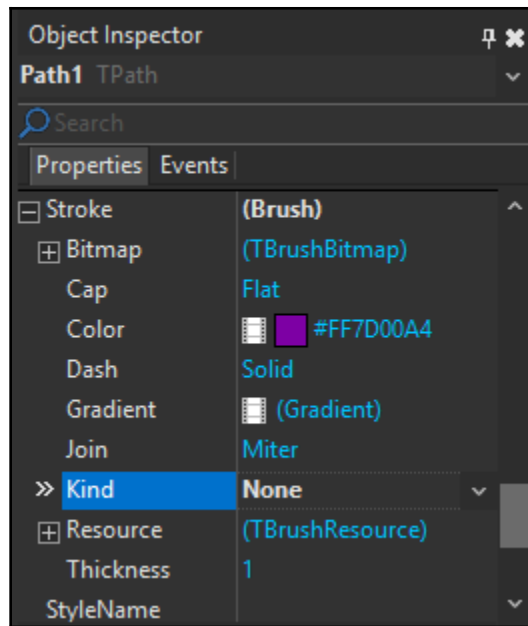 Object Inspector
Path1 TPath
Search
Properties Events
Stroke (Brush)
Bitmap (TBrushBitmap)
Cap Flat
Color #FF7D00A4
Dash Solid
Gradient (Gradient)
Join Miter
Kind None
Resource (TBrushResource)
Thickness 1
StyleName